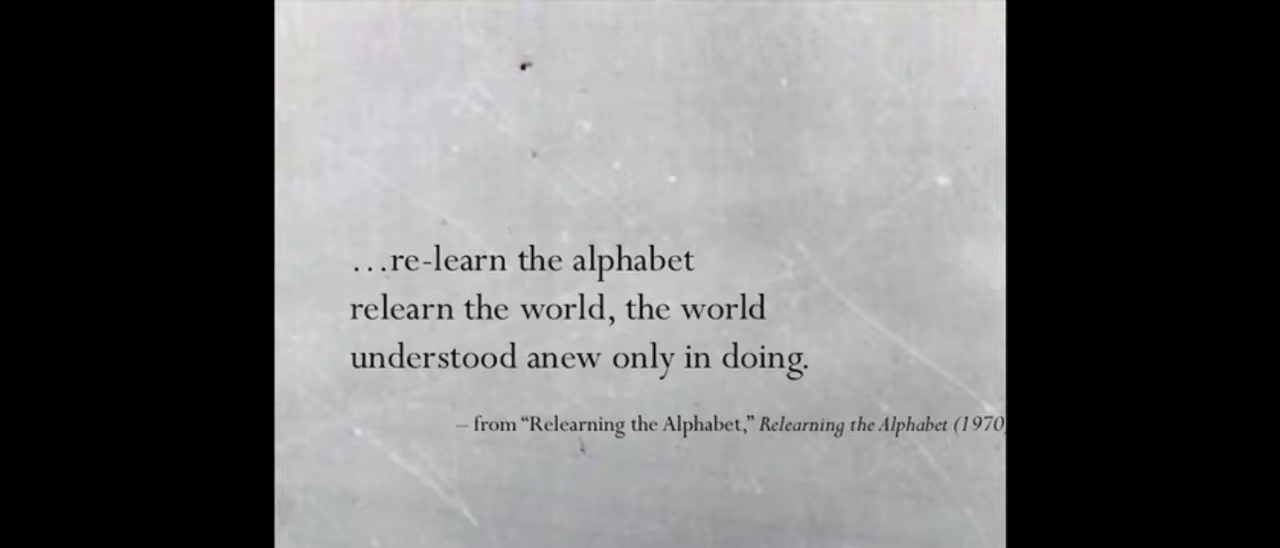 …re-learn the alphabet
relearn the world, the world
understood anew only in doing.
– from “Relearning the Alphabet,” Relearning the Alphabet (1970